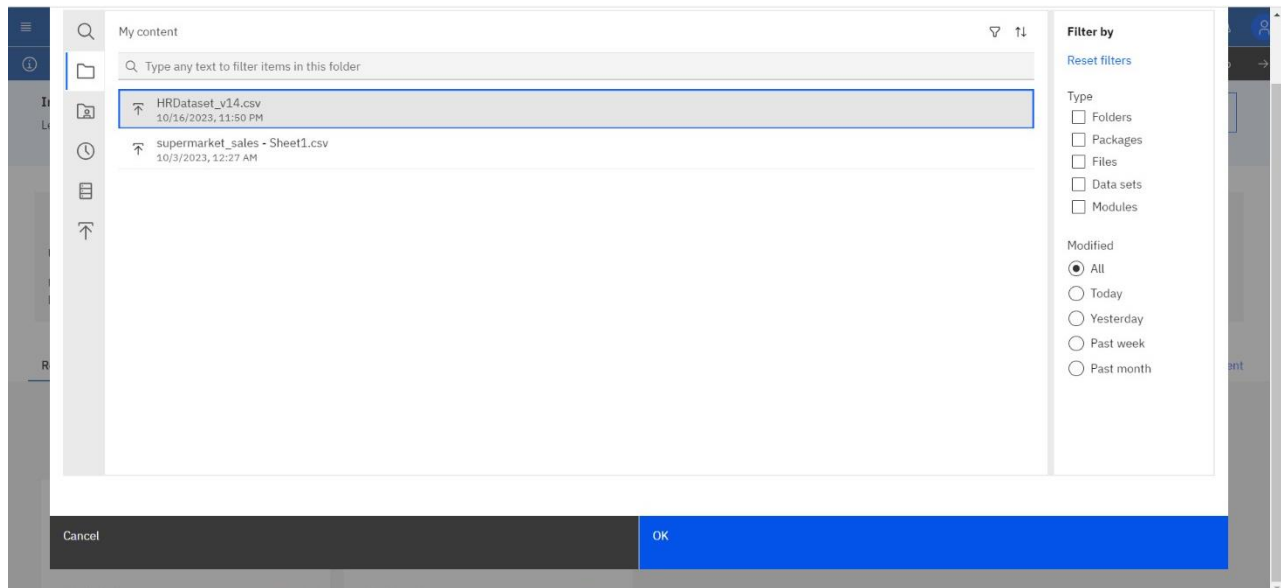 My content
Type any text to filter items in this folder
HRDataset_v14.csv
10/16/2023, 11:50 PM
supermarket_sales - Sheet1.csv
10/3/2023, 12:27 AM
Filter by
Reset filters
Type
Folders
Packages
Files
Data sets
Modules
Modified
All
Today
Yesterday
Past week
Past month
Cancel
OK